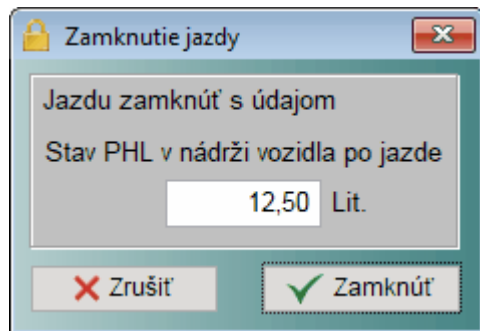 Zamknutie jazdy
Jazdu zamknúť s údajom
Stav PHL v nádrži vozidla po jazde
12,50 Lit.
Zrušiť Zamknúť